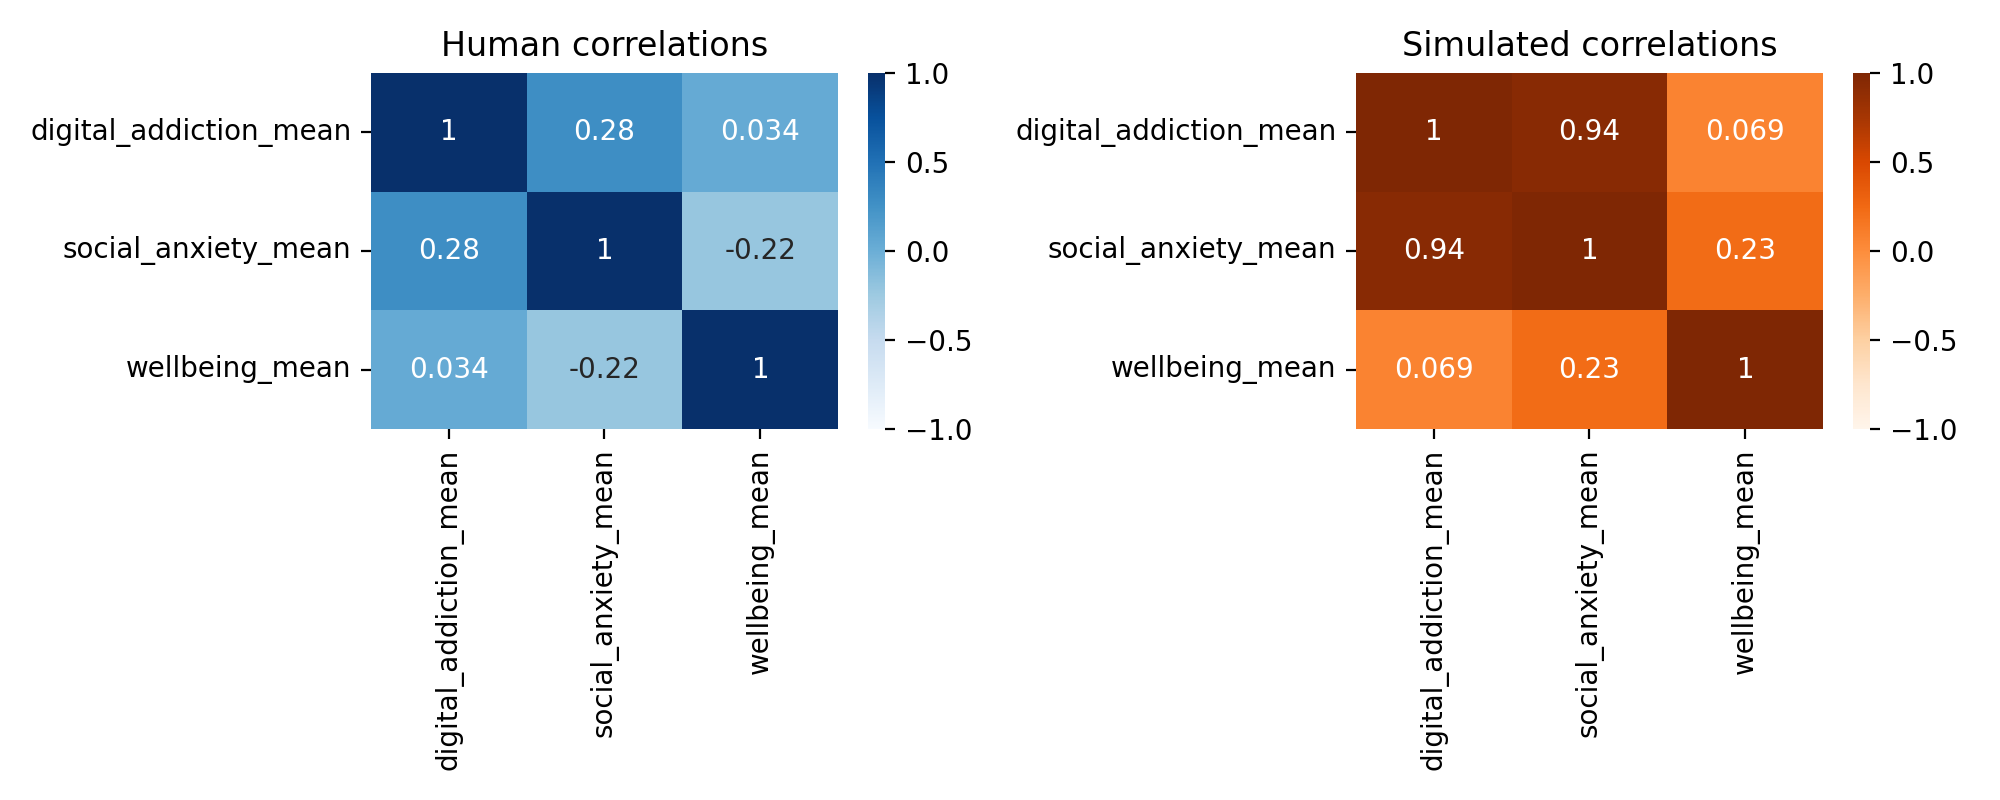 Human correlations
digital_addiction_mean
social_anxiety_mean
wellbeing_mean
1 0.28 0.034
0.28 1 -0.22
0.034 -0.22 1
digital_addiction_mean
social_anxiety_mean
wellbeing_mean
1.0
0.5
0.0
−0.5
−1.0
Simulated correlations
digital_addiction_mean
social_anxiety_mean
wellbeing_mean
1 0.94 0.069
0.94 1 0.23
0.069 0.23 1
digital_addiction_mean
social_anxiety_mean
wellbeing_mean
1.0
0.5
0.0
−0.5
−1.0